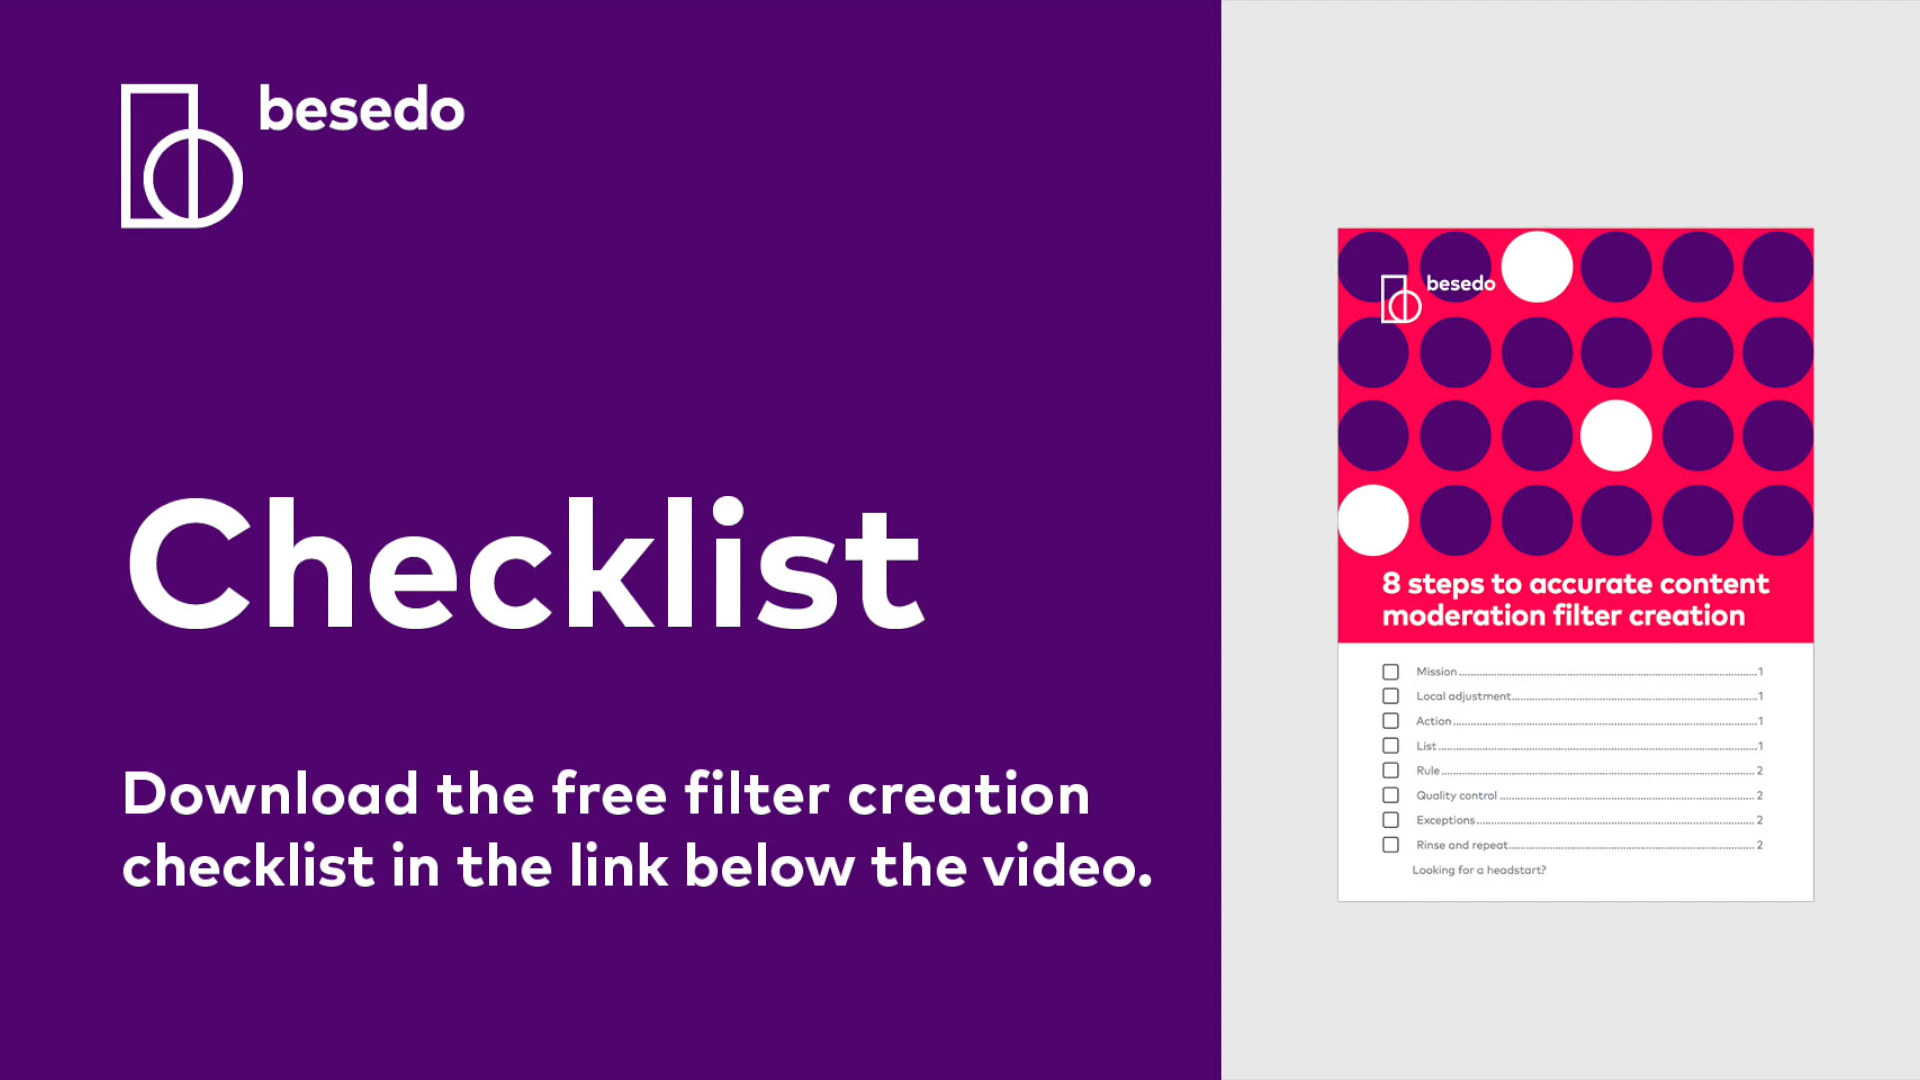 besedo
Checklist
Download the free filter creation
checklist in the link below the video.
besedo
8 steps to accurate content
moderation filter creation
Mission 1
Local adjustment 1
Action 1
List 1
Rule 2
Quality control 2
Exceptions 2
Rinse and repeat 2
Looking for a headstart?